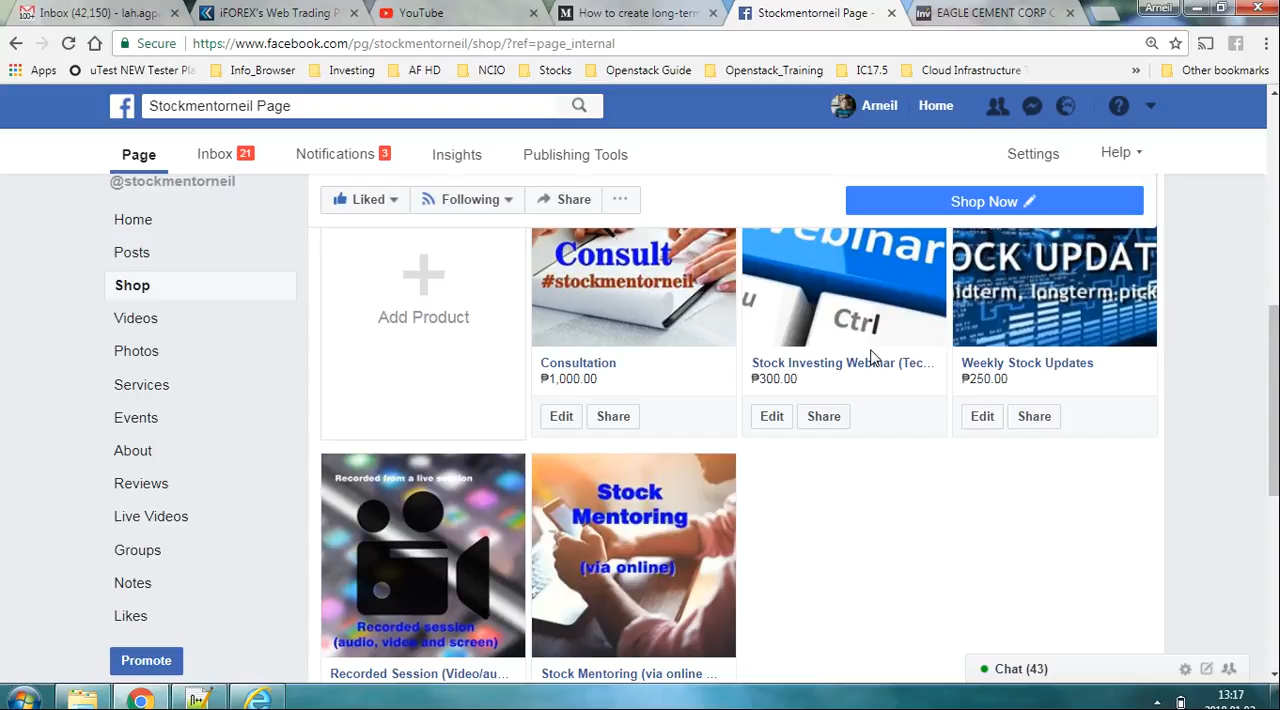 Inbox (42,150) - lah.agp
iFOREX's Web Trading P
YouTube
How to create long-term
Stockmentorneil Page -
EAGLE CEMENT CORP C
Arneil
Secure
https://www.facebook.com/pg/stockmentorneil/shop/?ref=page_internal
Apps
uTest NEW Tester Pla
Info_Browser
Investing
AF HD
NCIO
Stocks
Openstack Guide
Openstack_Training
IC17.5
Cloud Infrastructure
»
Other bookmarks
Stockmentorneil Page
Arneil
Home
Page
Inbox 21
Notifications 3
Insights
Publishing Tools
Settings
Help
@stockmentorneil
Liked
Following
Share
...
Shop Now
Home
Posts
Shop
Videos
Photos
Services
Events
About
Reviews
Live Videos
Groups
Notes
Likes
Promote
Add Product
Consult
#stockmentorneil
Consultation
₱1,000.00
Edit
Share
Webinar
Ctrl
Stock Investing Webinar (Tec...
₱300.00
Edit
Share
OCK UPDAT
idterm, longterm pick
Weekly Stock Updates
₱250.00
Edit
Share
Recorded from a live session
Recorded session
(audio, video and screen)
Recorded Session (Video/au...
Stock
Mentoring
(via online)
Stock Mentoring (via online ...
Chat (43)
13:17